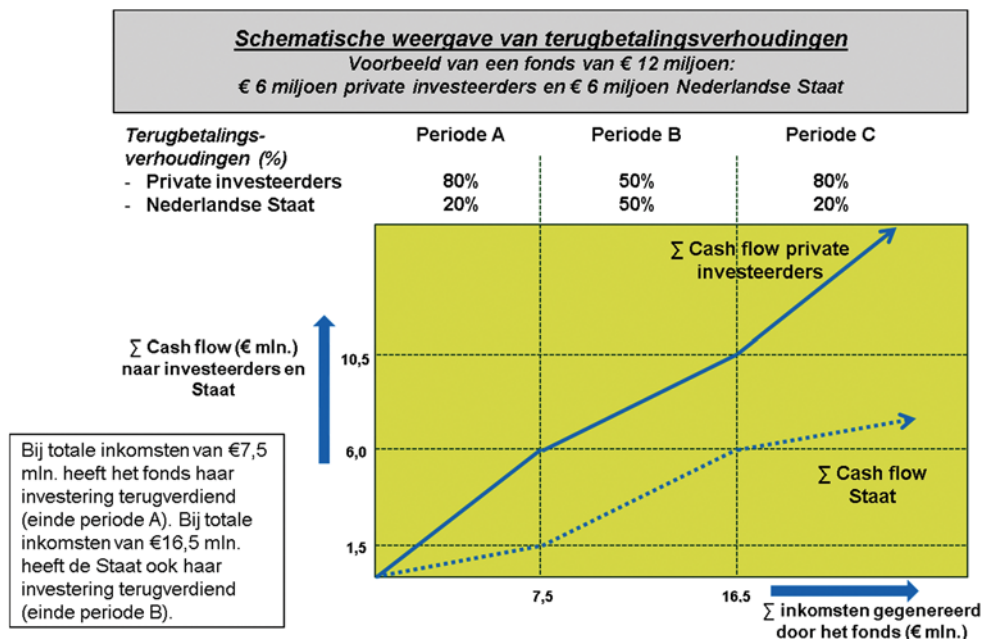 Schematische weergave van terugbetalingsverhoudingen
Voorbeeld van een fonds van € 12 miljoen:
€ 6 miljoen private investeerders en € 6 miljoen Nederlandse Staat
Terugbetalings-
verhoudingen (%)
Periode A
Periode B
Periode C
- Private investeerders 80% 50% 80%
- Nederlandse Staat 20% 50% 20%
∑ Cash flow private
investeerders
∑ Cash flow (€ mln.)
naar investeerders en
Staat
10,5
6,0
1,5
∑ Cash flow
Staat
Bij totale inkomsten van €7,5
mln. heeft het fonds haar
investering terugverdiend
(einde periode A). Bij totale
inkomsten van €16,5 mln.
heeft de Staat ook haar
investering terugverdiend
(einde periode B).
7,5
16,5
∑ inkomsten gegenereerd
door het fonds (€ mln.)